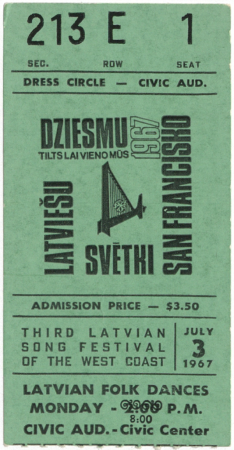 213 E 1
SEC. ROW SEAT
DRESS CIRCLE — CIVIC AUD.
DZIESMU
TILTS LAI VIENO MŪS
1967
LATVIEŠU
SVĒTKI
SAN FRANCISKO
ADMISSION PRICE — $3.50
THIRD LATVIAN
SONG FESTIVAL
OF THE WEST COAST
JULY
3
1967
LATVIAN FOLK DANCES
MONDAY - 2:00 P.M.
8:00
CIVIC AUD.-Civic Center